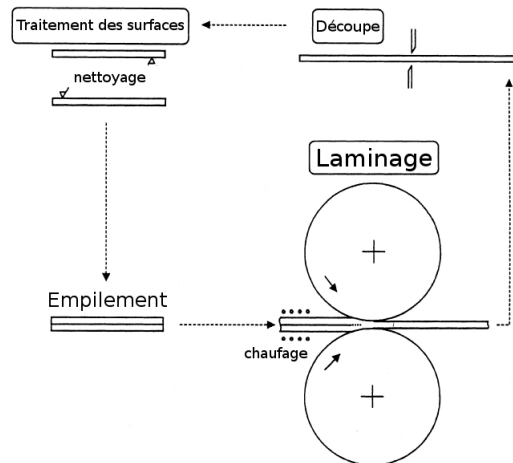 Traitement des surfaces
Découpe
nettoyage
Laminage
Empilement
chaufage